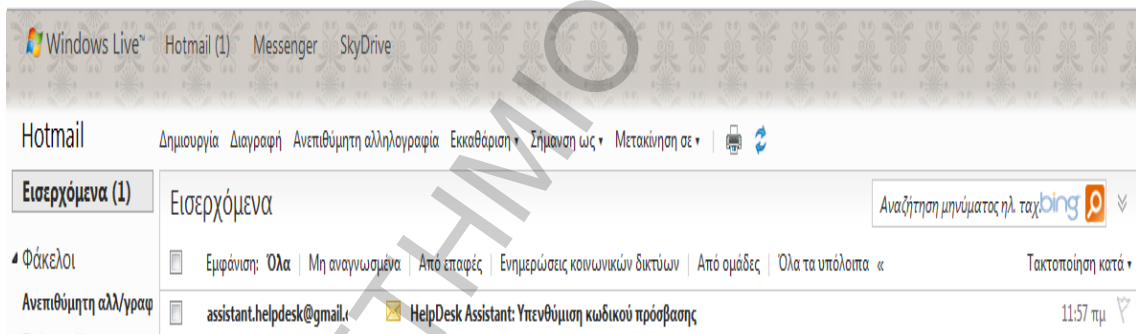 Windows Live™ Hotmail (1) Messenger SkyDrive
Hotmail Δημιουργία Διαγραφή Ανεπιθύμητη αλληλογραφία Εκκαθάριση Σήμανση ως Μετακίνηση σε
Εισερχόμενα (1) Εισερχόμενα Αναζήτηση μηνύματος ηλ. ταχ. bing
Φάκελοι Εμφάνιση: Όλα | Μη αναγνωσμένα | Από επαφές | Ενημερώσεις κοινωνικών δικτύων | Από ομάδες | Όλα τα υπόλοιπα « Τακτοποίηση κατά
Ανεπιθύμητη αλλ/γραφ assistant.helpdesk@gmail. HelpDesk Assistant: Υπενθύμιση κωδικού πρόσβασης 11:57 πμ